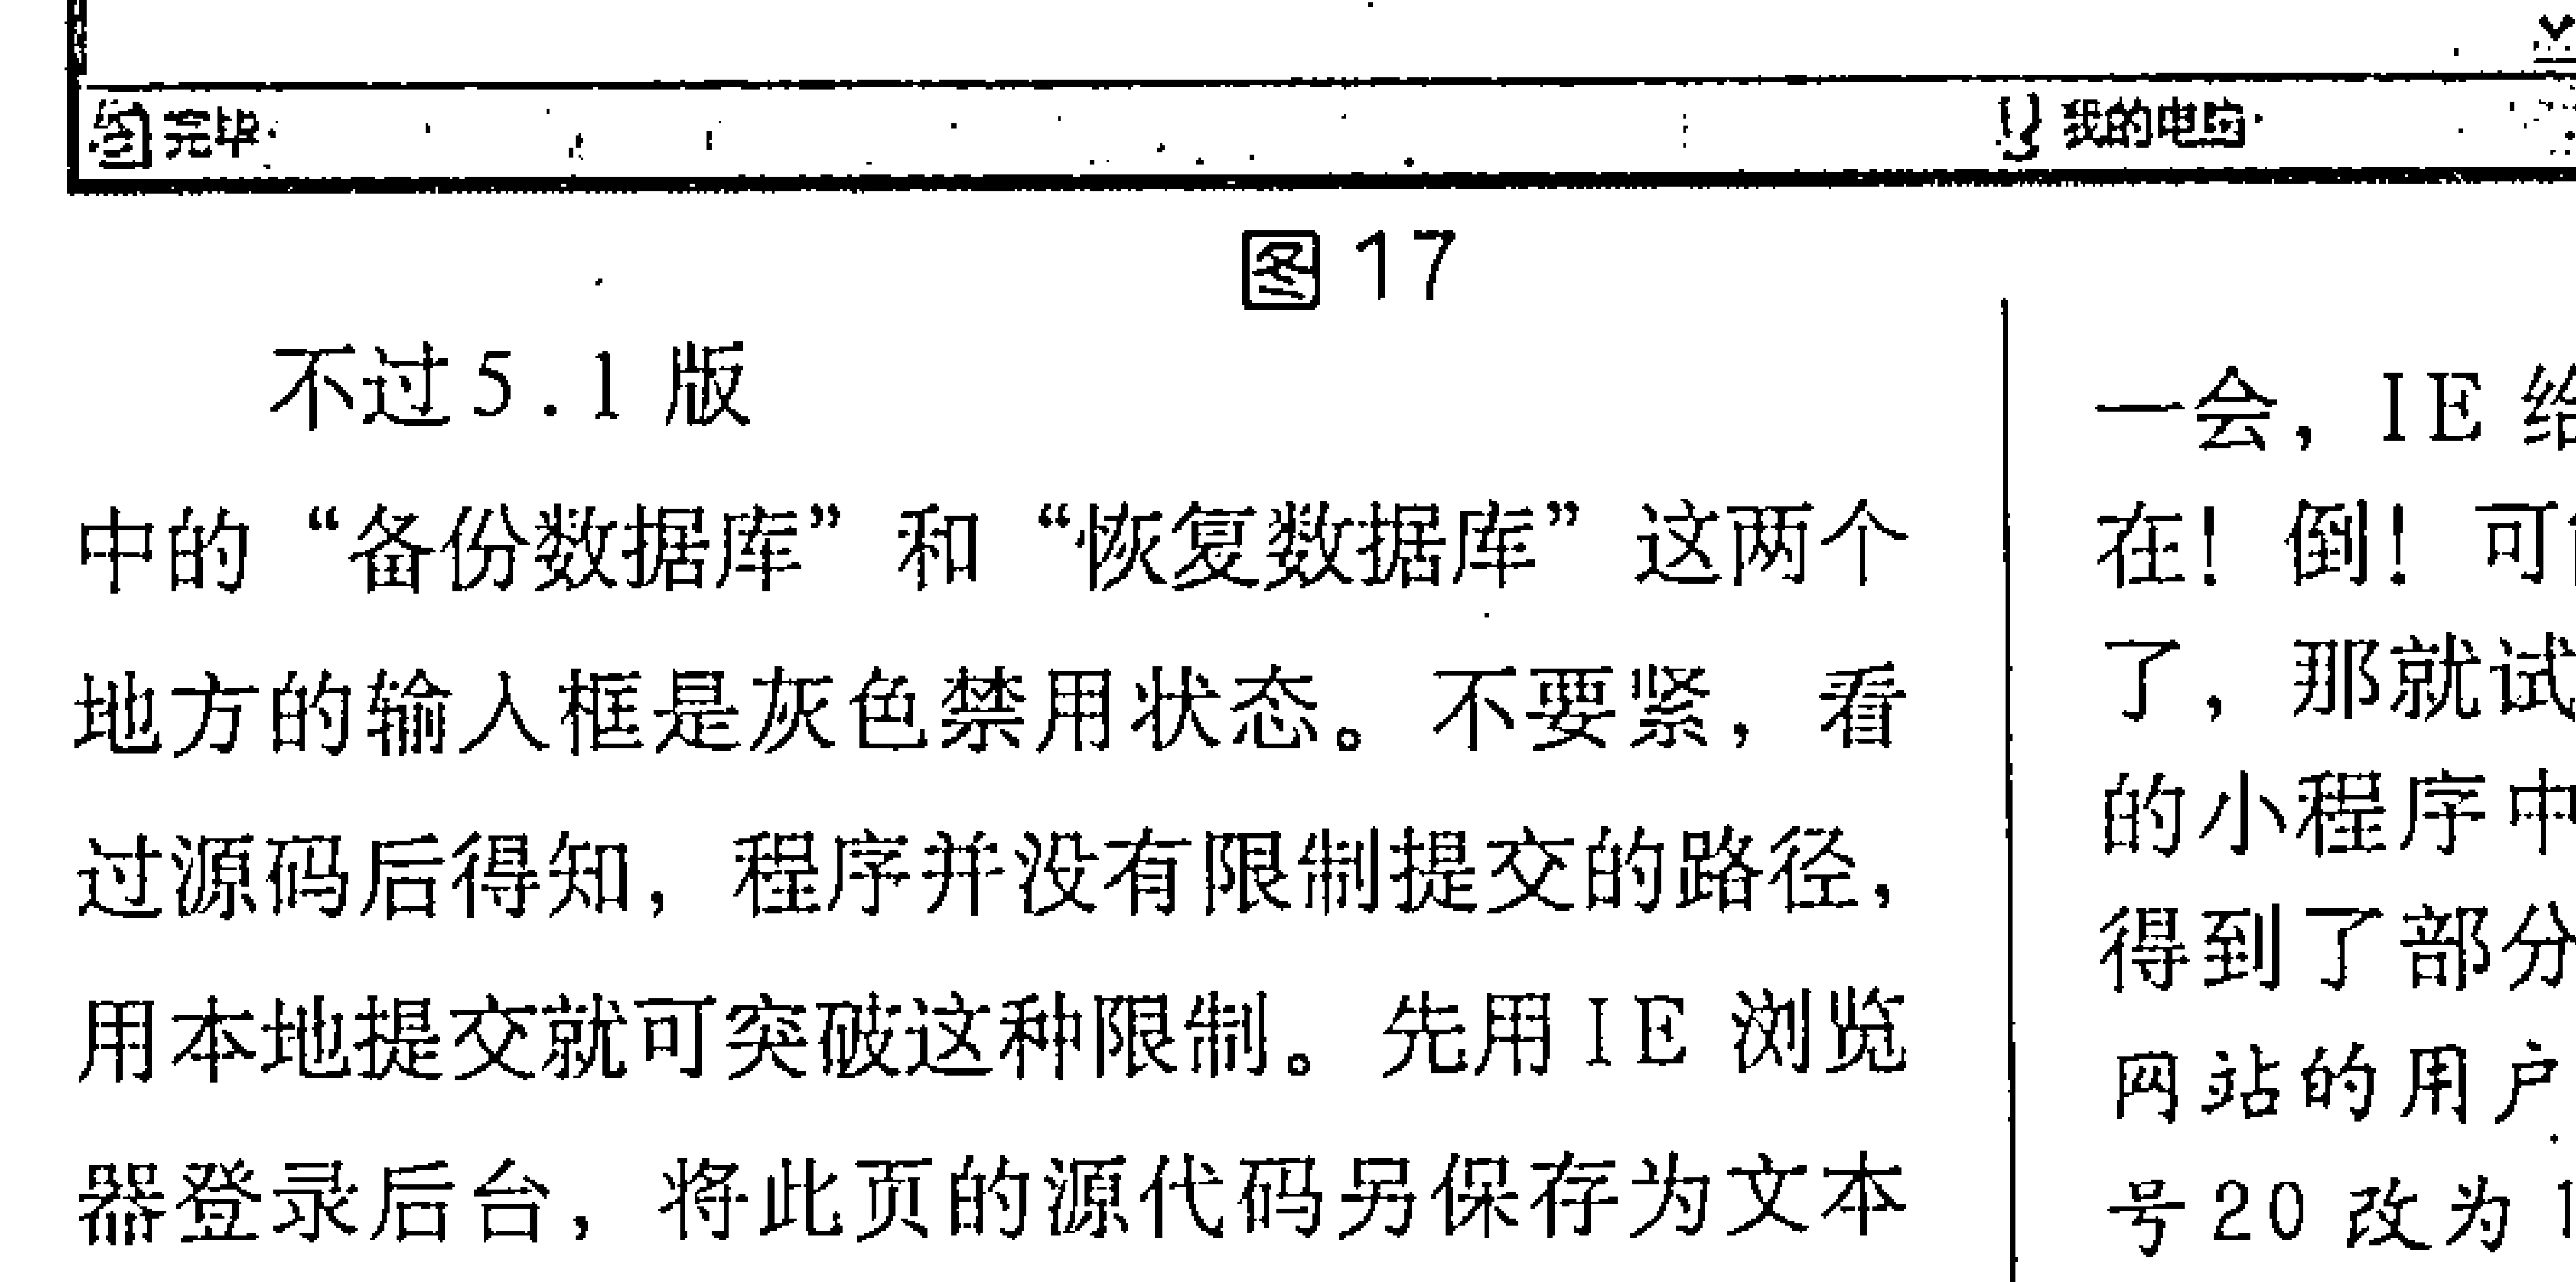 完毕
我的电脑
图 17
不过5.1 版
中的“备份数据库”和“恢复数据库”这两个
地方的输入框是灰色禁用状态。不要紧，看
过源码后得知，程序并没有限制提交的路径，
用本地提交就可突破这种限制。先用IE 浏览
器登录后台，将此页的源代码另保存为文本
一会，IE 给
在！倒！可
了，那就试
的小程序中
得到了部分
网站的用户
号20 改为1